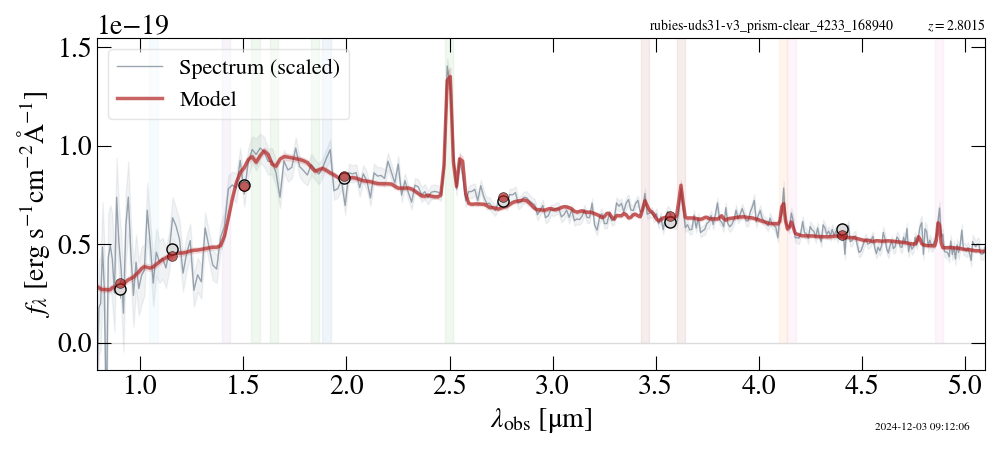 1e−19
rubies-uds31-v3_prism-clear_4233_168940 z = 2.8015
Spectrum (scaled)
Model
1.5
1.0
0.5
0.0
fλ [erg s⁻¹cm⁻²Å⁻¹]
1.0 1.5 2.0 2.5 3.0 3.5 4.0 4.5 5.0
λobs [μm]
2024-12-03 09:12:06